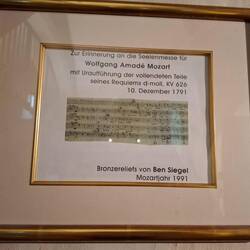 Zur Erinnerung an die Seelenmesse für
Wolfgang Amadé Mozart
mit Uraufführung der vollendeten Teile
seines Requiems d-moll, KV 626
10. Dezember 1791
Bronzereliefs von Ben Siegel
Mozartjahr 1991